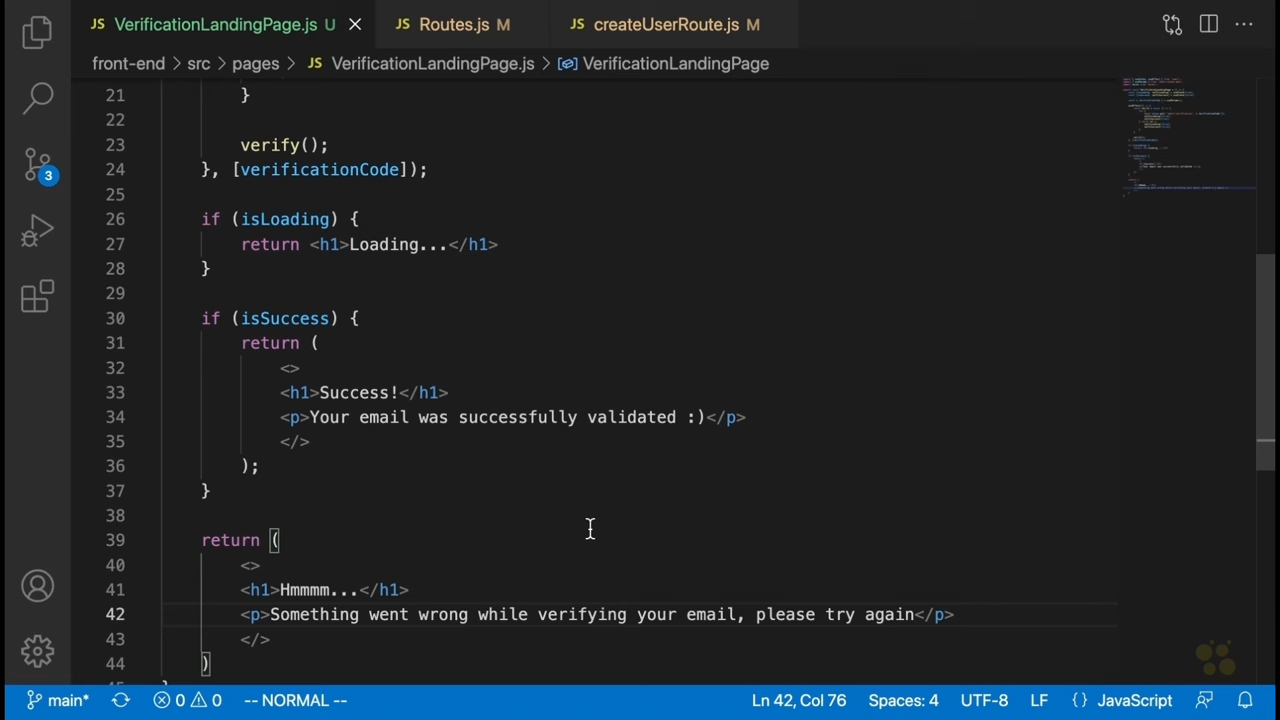 JS VerificationLandingPage.js U JS Routes.js M JS createUserRoute.js M
front-end > src > pages > JS VerificationLandingPage.js > VerificationLandingPage
21 }
22
23 verify();
24 }, [verificationCode]);
25
26 if (isLoading) {
27 return <h1>Loading...</h1>
28 }
29
30 if (isSuccess) {
31 return (
32 <>
33 <h1>Success!</h1>
34 <p>Your email was successfully validated :)</p>
35 </>
36 );
37 }
38
39 return (
40 <>
41 <h1>Hmmmm...</h1>
42 <p>Something went wrong while verifying your email, please try again</p>
43 </>
44 )
3
main* 0 0 -- NORMAL -- Ln 42, Col 76 Spaces: 4 UTF-8 LF {} JavaScript